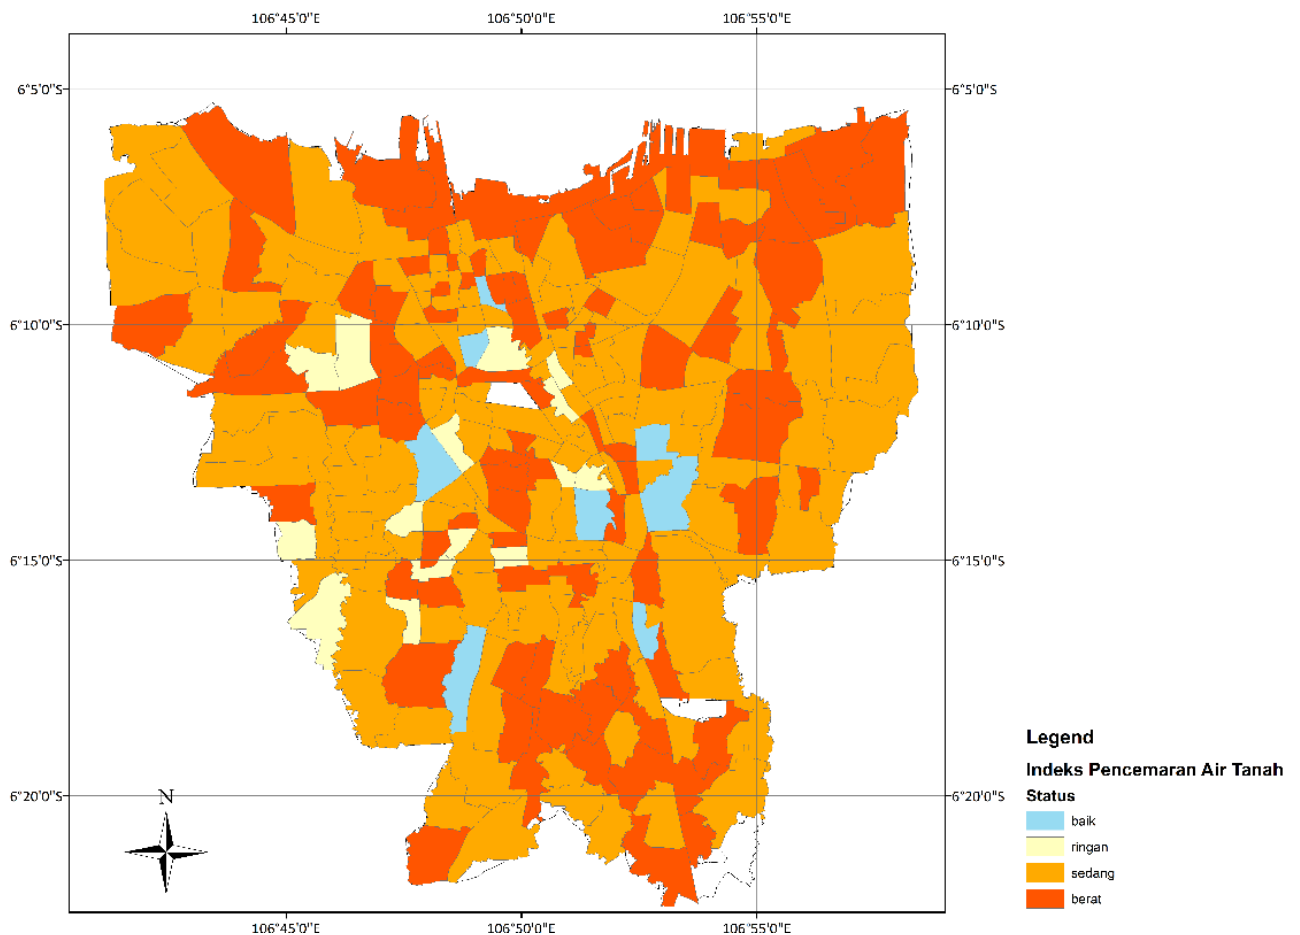 106°45'0"E 106°50'0"E 106°55'0"E
6°5'0"S 6°5'0"S
6°10'0"S 6°10'0"S
6°15'0"S 6°15'0"S
Legend
Indeks Pencemaran Air Tanah
Status
6°20'0"S 6°20'0"S
N
baik
ringan
sedang
berat
106°45'0"E 106°50'0"E 106°55'0"E